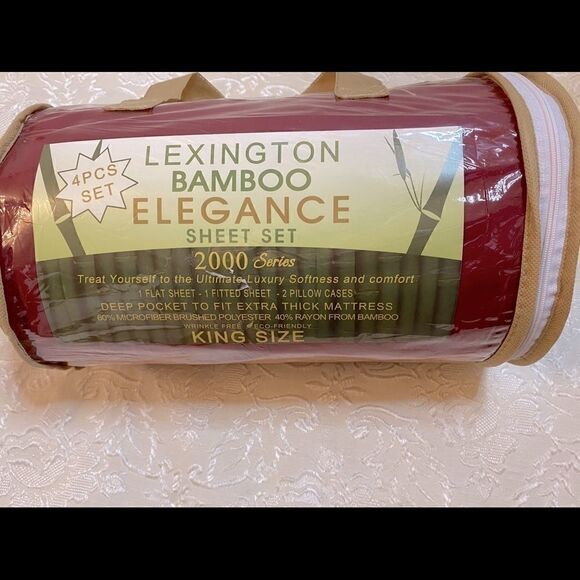 4PCS
SET
LEXINGTON
BAMBOO
ELEGANCE
SHEET SET
2000 Series
Treat Yourself to the Ultimate Luxury Softness and comfort
1 FLAT SHEET - 1 FITTED SHEET - 2 PILLOW CASES
DEEP POCKET TO FIT EXTRA THICK MATTRESS
60% MICROFIBER BRUSHED POLYESTER 40% RAYON FROM BAMBOO
WRINKLE FREE ECO-FRIENDLY
KING SIZE